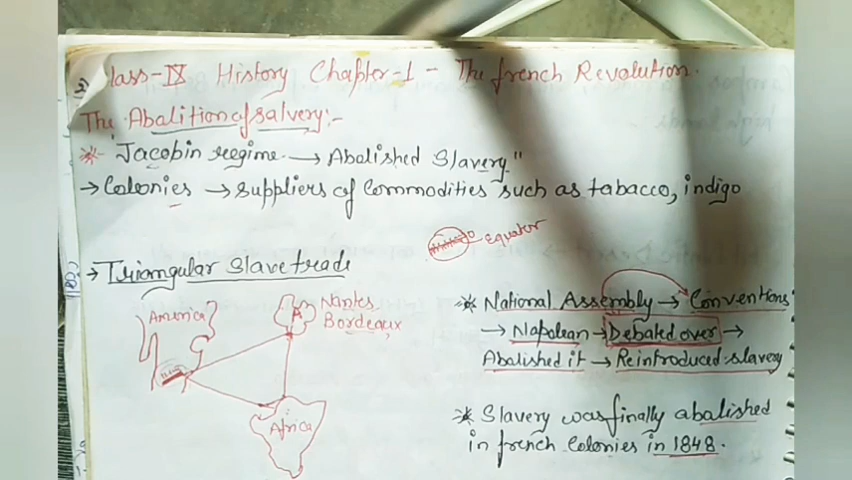 Class-IX History Chapter-1 - The french Revolution.
The Abalition of salvery:-
"Jacobin regime → Abolished Slavery"
→ Colonies → suppliers of Commodities such as tabacco, indigo
Equator
→ Triangular Slave trade
America
Nantes
Bordeaux
Africa
* National Assembly → Conventions
→ Napolean → Debated over →
Abalished it → Reintroduced slavery
* Slavery was finally abalished
in french Colonies in 1848.